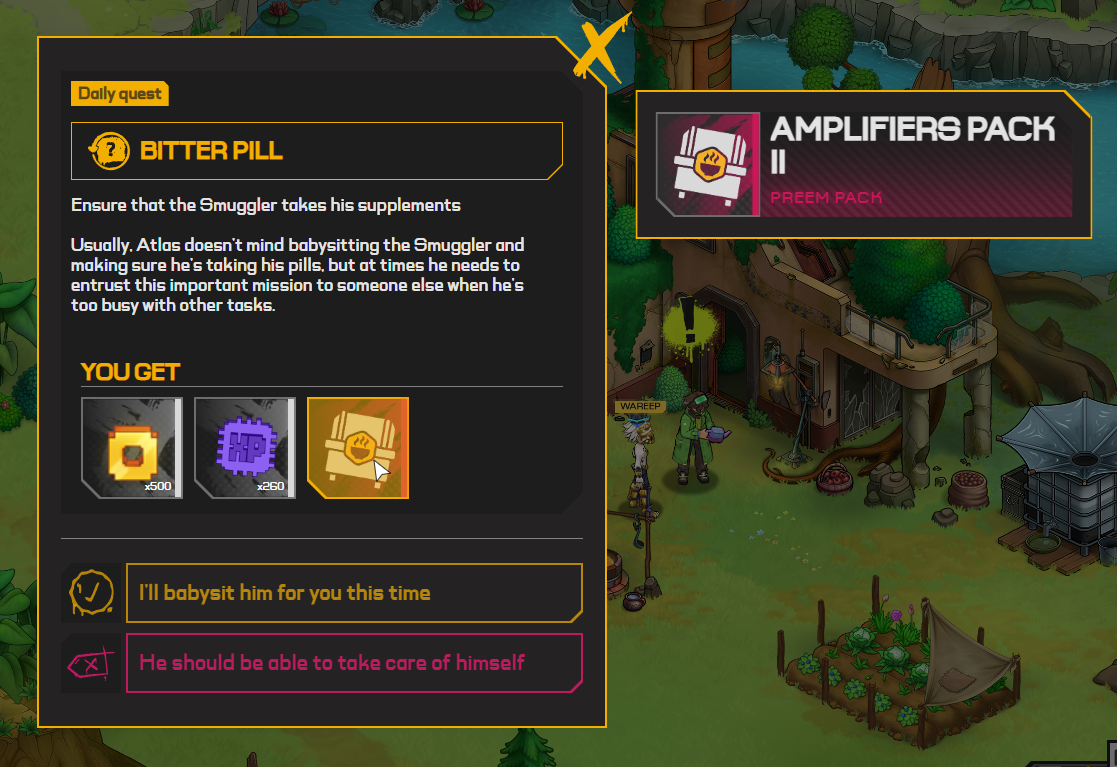 Daily quest
BITTER PILL
Ensure that the Smuggler takes his supplements
Usually, Atlas doesn't mind babysitting the Smuggler and
making sure he's taking his pills, but at times he needs to
entrust this important mission to someone else when he's
too busy with other tasks.
YOU GET
x500
XP
x260
I'll babysit him for you this time
He should be able to take care of himself
AMPLIFIERS PACK
II
PREEM PACK
WAREEP